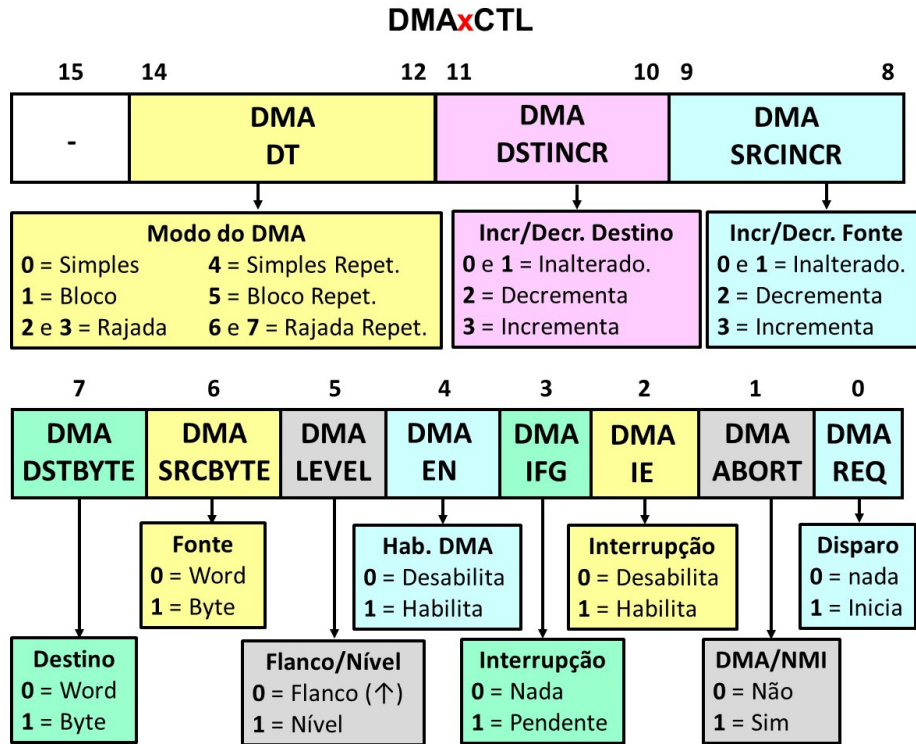 DMAxCTL
15 14 12 11 10 9 8
- DMA DMA DMA
DT DSTINCR SRCINCR
Modo do DMA
0 = Simples 4 = Simples Repet.
1 = Bloco 5 = Bloco Repet.
2 e 3 = Rajada 6 e 7 = Rajada Repet.
Incr/Decr. Destino
0 e 1 = Inalterado.
2 = Decrementa
3 = Incrementa
Incr/Decr. Fonte
0 e 1 = Inalterado.
2 = Decrementa
3 = Incrementa
7 6 5 4 3 2 1 0
DMA DMA DMA DMA DMA DMA DMA DMA
DSTBYTE SRCBYTE LEVEL EN IFG IE ABORT REQ
Fonte
0 = Word
1 = Byte
Hab. DMA
0 = Desabilita
1 = Habilita
Interrupção
0 = Desabilita
1 = Habilita
Disparo
0 = nada
1 = Inicia
Destino
0 = Word
1 = Byte
Flanco/Nível
0 = Flanco (↑)
1 = Nível
Interrupção
0 = Nada
1 = Pendente
DMA/NMI
0 = Não
1 = Sim